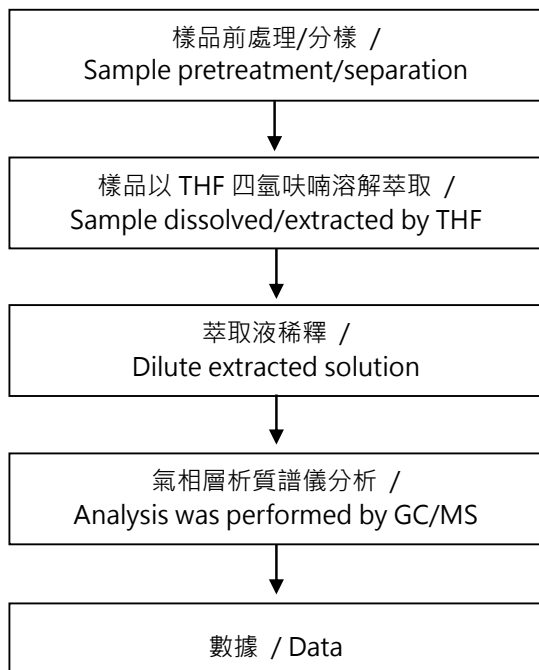 樣品前處理/分樣 /
Sample pretreatment/separation
樣品以 THF 四氫呋喃溶解萃取 /
Sample dissolved/extracted by THF
萃取液稀釋 /
Dilute extracted solution
氣相層析質譜儀分析 /
Analysis was performed by GC/MS
數據 / Data